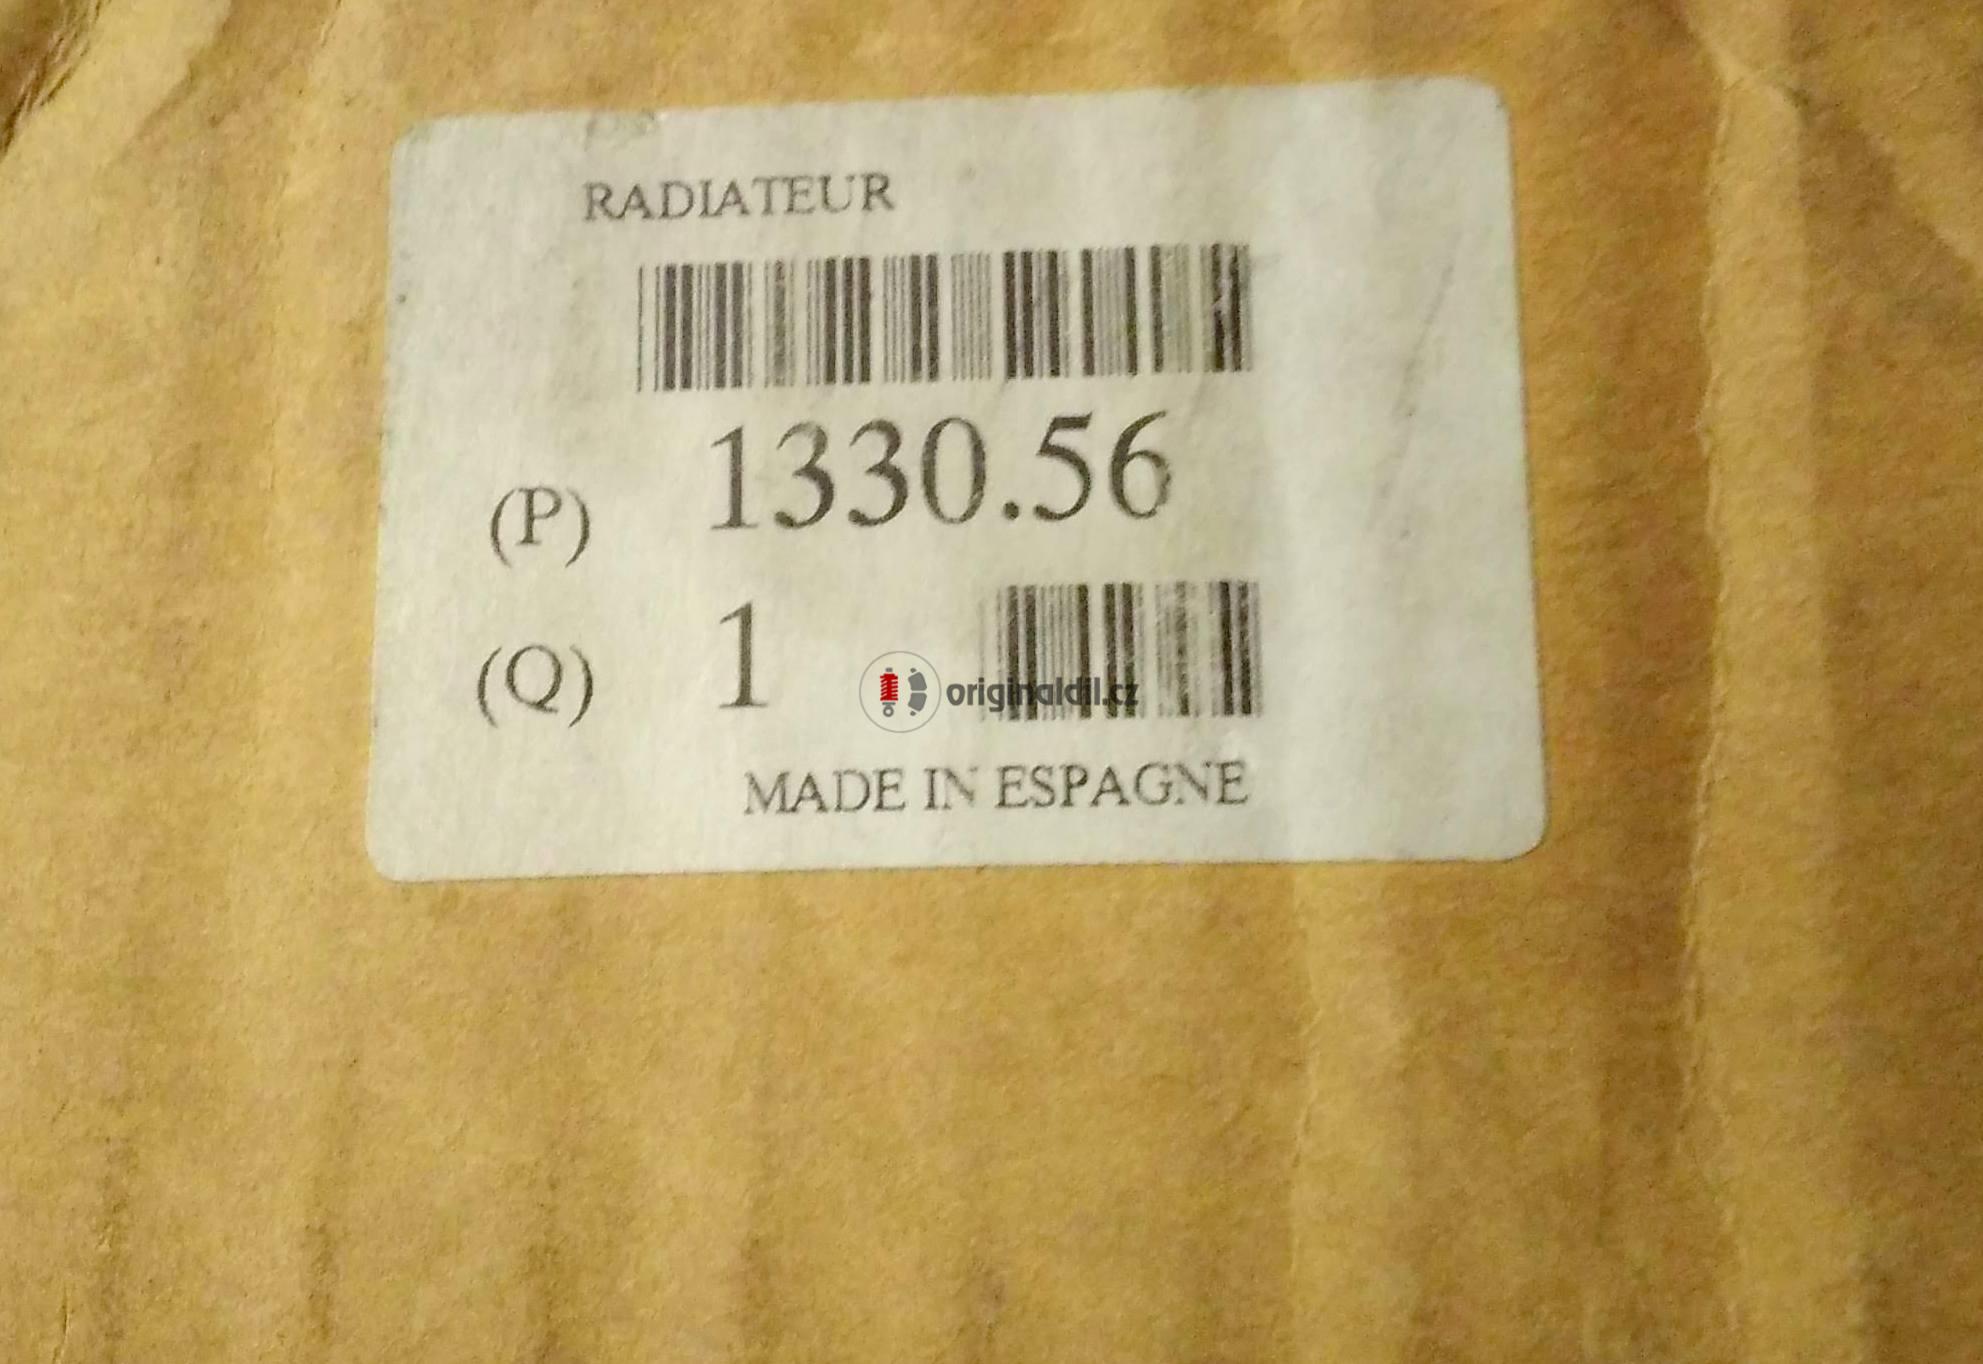 RADIATEUR
(P) 1330.56
(Q) 1
originaldil.cz
MADE IN ESPAGNE